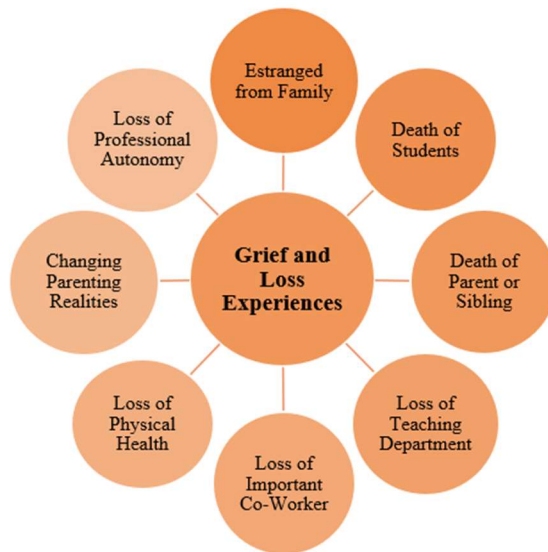 Estranged
from Family
Death of
Students
Death of
Parent or
Sibling
Loss of
Teaching
Department
Loss of
Important
Co-Worker
Loss of
Physical
Health
Changing
Parenting
Realities
Loss of
Professional
Autonomy
Grief and
Loss
Experiences